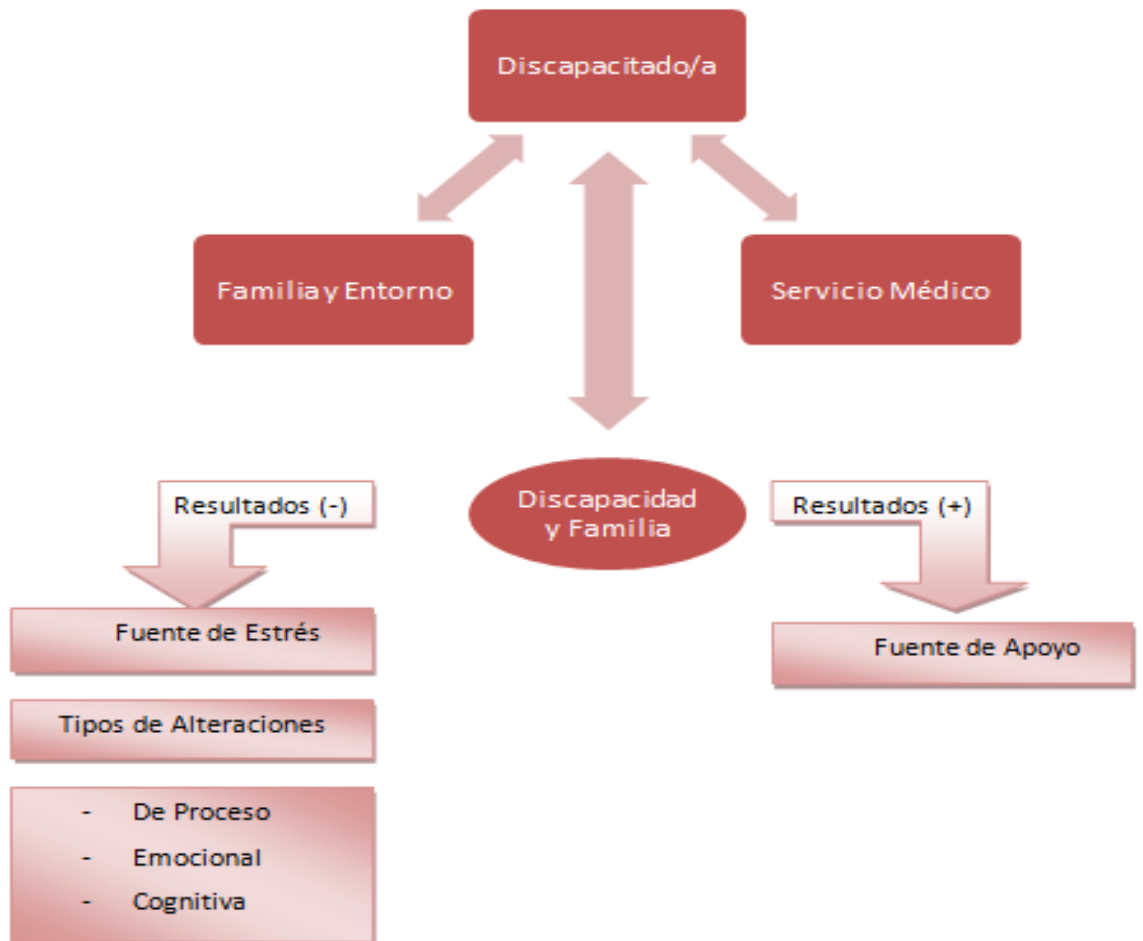 Discapacitado/a
Familia y Entorno
Servicio Médico
Discapacidad
y Familia
Resultados (-)
Resultados (+)
Fuente de Estrés
Fuente de Apoyo
Tipos de Alteraciones
- De Proceso
- Emocional
- Cognitiva